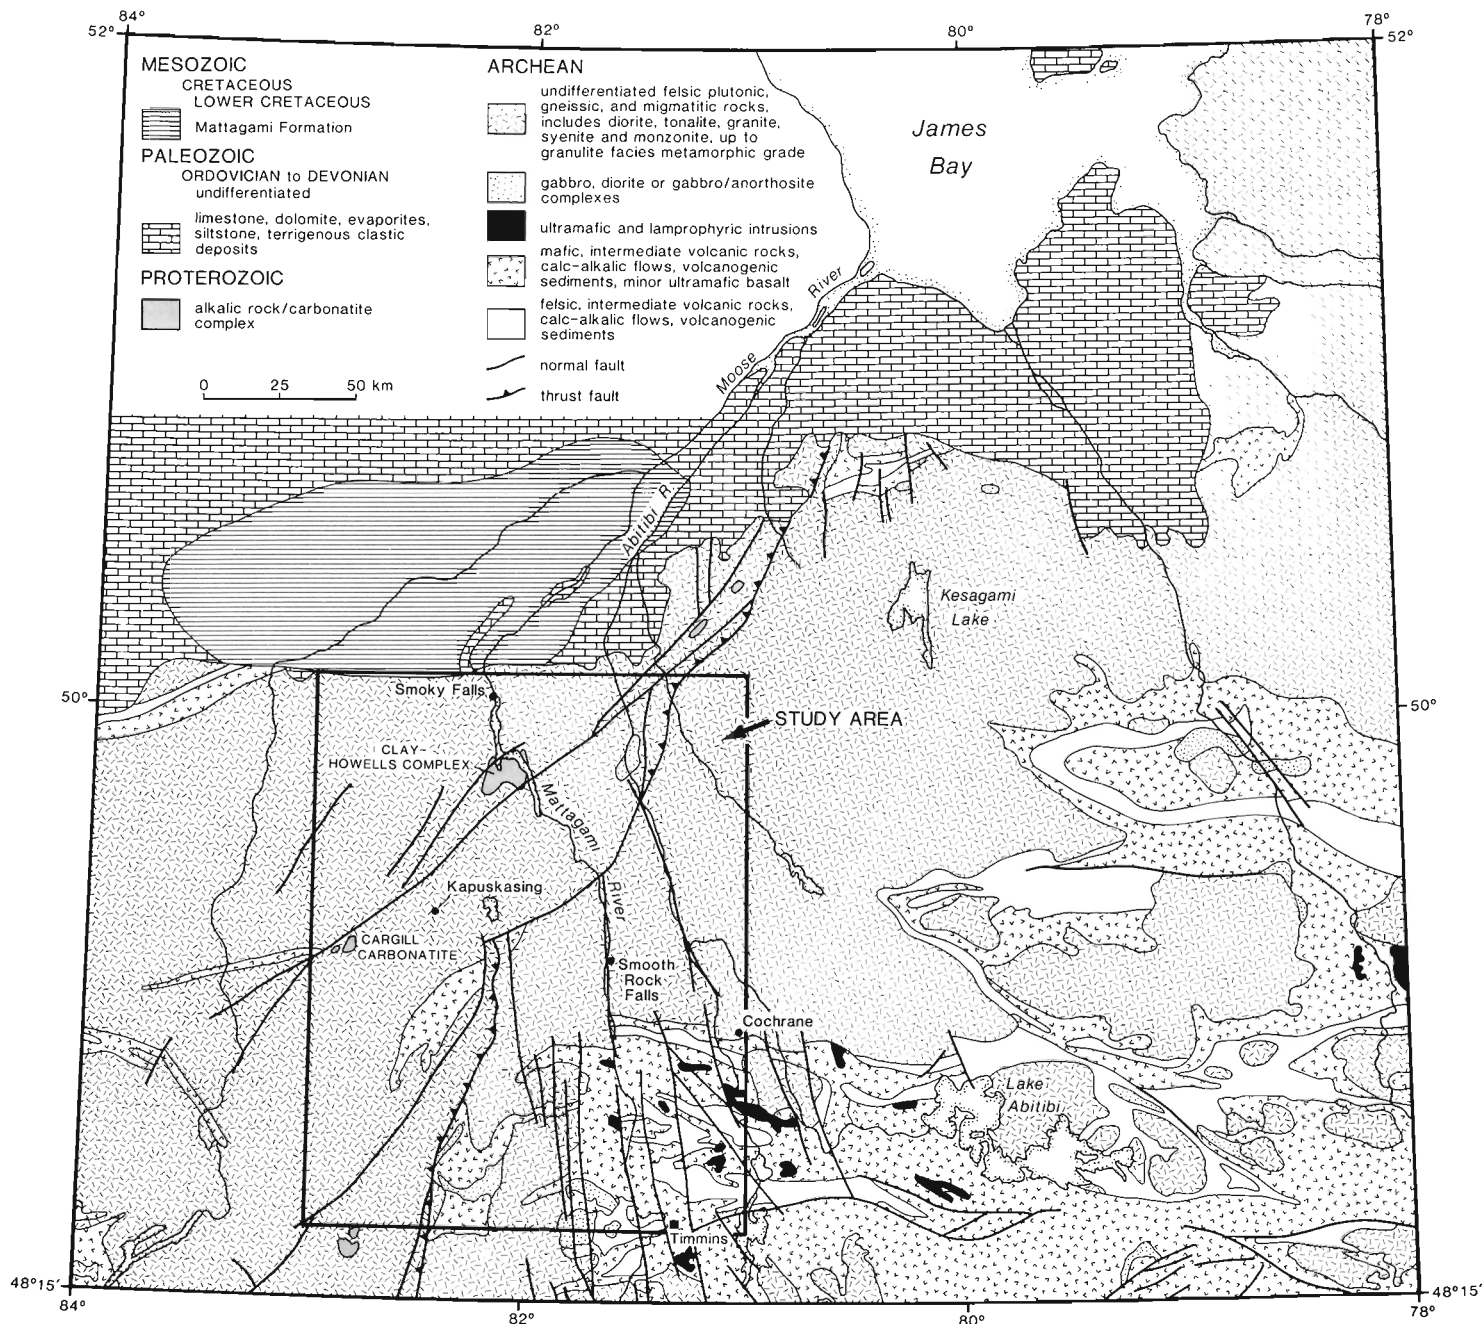 84°
82°
80°
78°
52°
52°
MESOZOIC
CRETACEOUS
LOWER CRETACEOUS
Mattagami Formation
PALEOZOIC
ORDOVICIAN to DEVONIAN
undifferentiated
limestone, dolomite, evaporites,
siltstone, terrigenous clastic
deposits
PROTEROZOIC
alkalic rock/carbonatite
complex
0 25 50 km
ARCHEAN
undifferentiated felsic plutonic,
gneissic, and migmatitic rocks,
includes diorite, tonalite, granite,
syenite and monzonite, up to
granulite facies metamorphic grade
gabbro, diorite or gabbro/anorthosite
complexes
ultramafic and lamprophyric intrusions
mafic, intermediate volcanic rocks,
calc-alkalic flows, volcanogenic
sediments, minor ultramafic basalt
felsic, intermediate volcanic rocks,
calc-alkalic flows, volcanogenic
sediments
normal fault
thrust fault
James
Bay
Moose River
Abitibi R.
Kesagami
Lake
50°
50°
Smoky Falls
STUDY AREA
CLAY-
HOWELLS COMPLEX
Mattagami River
Kapuskasing
CARGILL
CARBONATITE
Smooth
Rock
Falls
Cochrane
Lake
Abitibi
Timmins
48°15'
48°15'
84°
82°
80°
78°